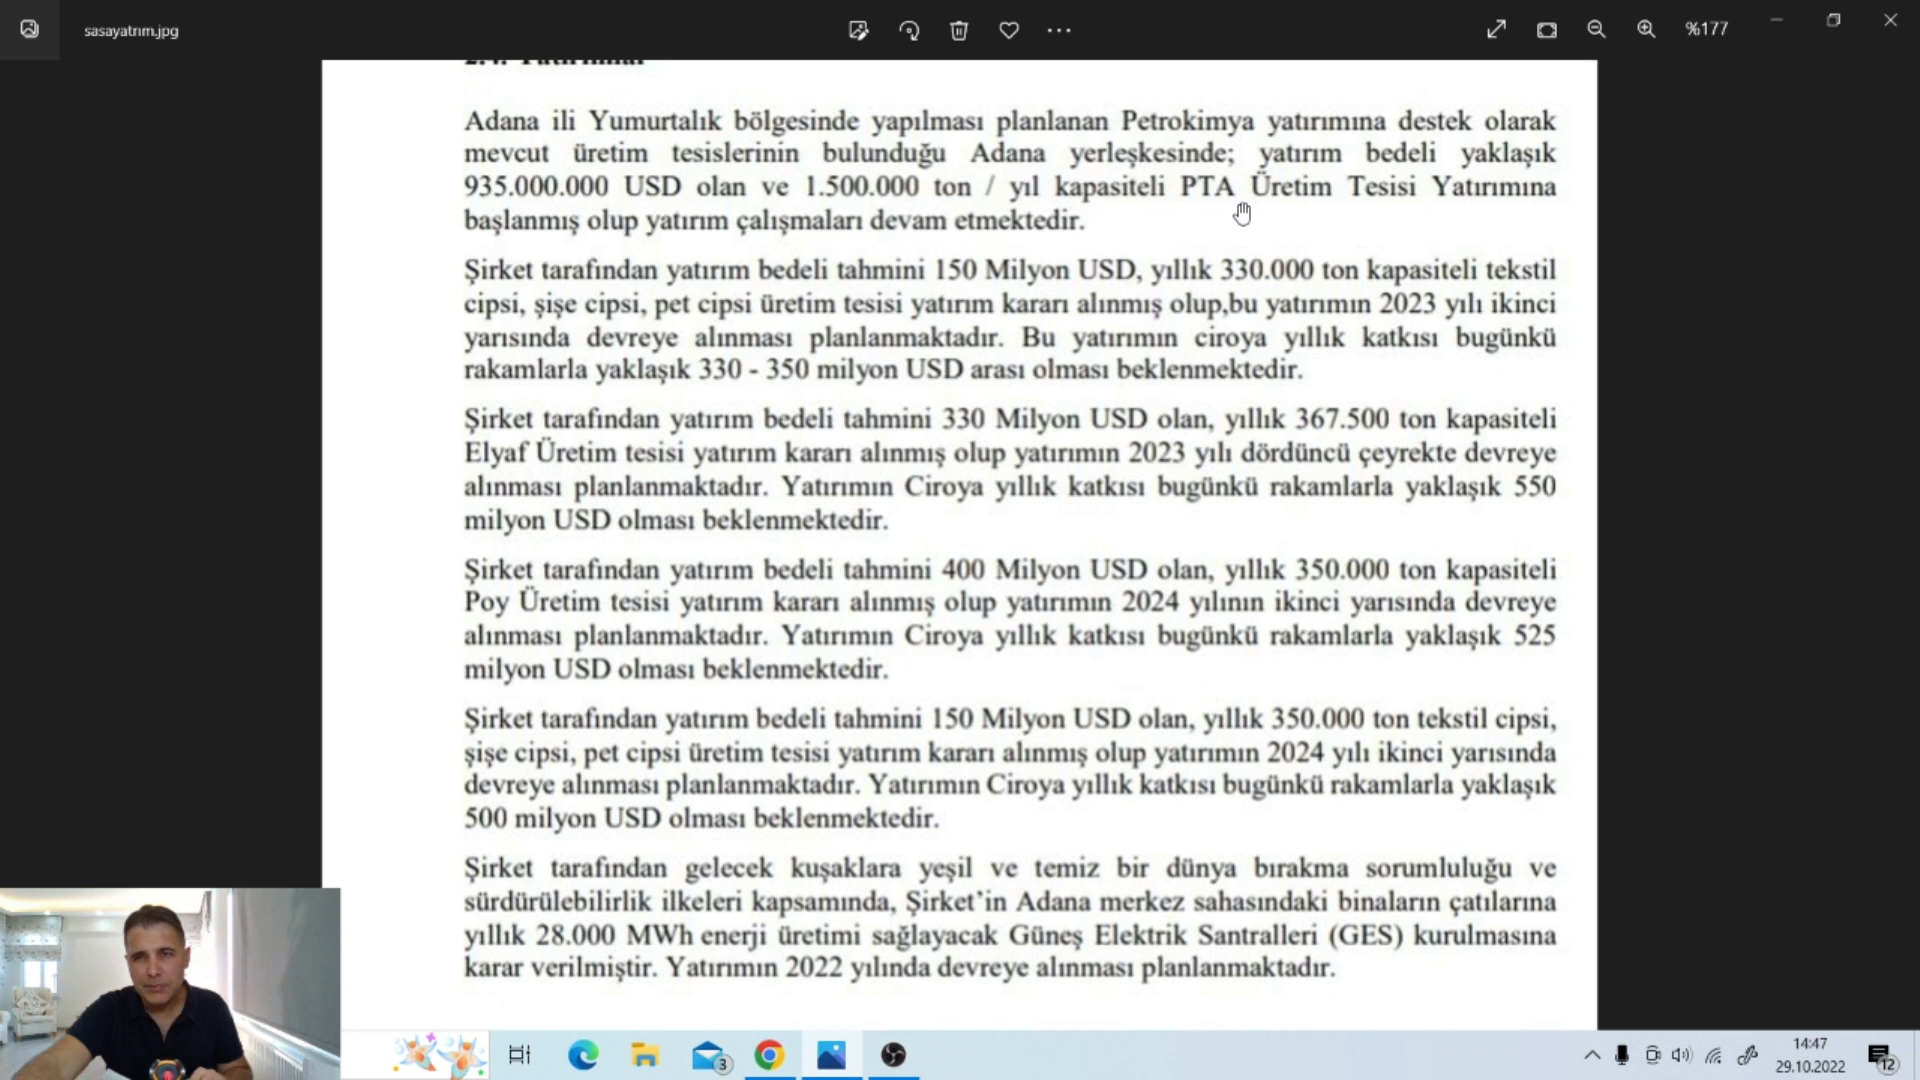 sasayatrım.jpg
%177
2.4. Yatırımlar
Adana ili Yumurtalık bölgesinde yapılması planlanan Petrokimya yatırımına destek olarak
mevcut üretim tesislerinin bulunduğu Adana yerleşkesinde; yatırım bedeli yaklaşık
935.000.000 USD olan ve 1.500.000 ton / yıl kapasiteli PTA Üretim Tesisi Yatırımına
başlanmış olup yatırım çalışmaları devam etmektedir.
Şirket tarafından yatırım bedeli tahmini 150 Milyon USD, yıllık 330.000 ton kapasiteli tekstil
cipsi, şişe cipsi, pet cipsi üretim tesisi yatırım kararı alınmış olup,bu yatırımın 2023 yılı ikinci
yarısında devreye alınması planlanmaktadır. Bu yatırımın ciroya yıllık katkısı bugünkü
rakamlarla yaklaşık 330 - 350 milyon USD arası olması beklenmektedir.
Şirket tarafından yatırım bedeli tahmini 330 Milyon USD olan, yıllık 367.500 ton kapasiteli
Elyaf Üretim tesisi yatırım kararı alınmış olup yatırımın 2023 yılı dördüncü çeyrekte devreye
alınması planlanmaktadır. Yatırımın Ciroya yıllık katkısı bugünkü rakamlarla yaklaşık 550
milyon USD olması beklenmektedir.
Şirket tarafından yatırım bedeli tahmini 400 Milyon USD olan, yıllık 350.000 ton kapasiteli
Poy Üretim tesisi yatırım kararı alınmış olup yatırımın 2024 yılının ikinci yarısında devreye
alınması planlanmaktadır. Yatırımın Ciroya yıllık katkısı bugünkü rakamlarla yaklaşık 525
milyon USD olması beklenmektedir.
Şirket tarafından yatırım bedeli tahmini 150 Milyon USD olan, yıllık 350.000 ton tekstil cipsi,
şişe cipsi, pet cipsi üretim tesisi yatırım kararı alınmış olup yatırımın 2024 yılı ikinci yarısında
devreye alınması planlanmaktadır. Yatırımın Ciroya yıllık katkısı bugünkü rakamlarla yaklaşık
500 milyon USD olması beklenmektedir.
Şirket tarafından gelecek kuşaklara yeşil ve temiz bir dünya bırakma sorumluluğu ve
sürdürülebilirlik ilkeleri kapsamında, Şirket'in Adana merkez sahasındaki binaların çatılarına
yıllık 28.000 MWh enerji üretimi sağlayacak Güneş Elektrik Santralleri (GES) kurulmasına
karar verilmiştir. Yatırımın 2022 yılında devreye alınması planlanmaktadır.
3
14:47
29.10.2022
12